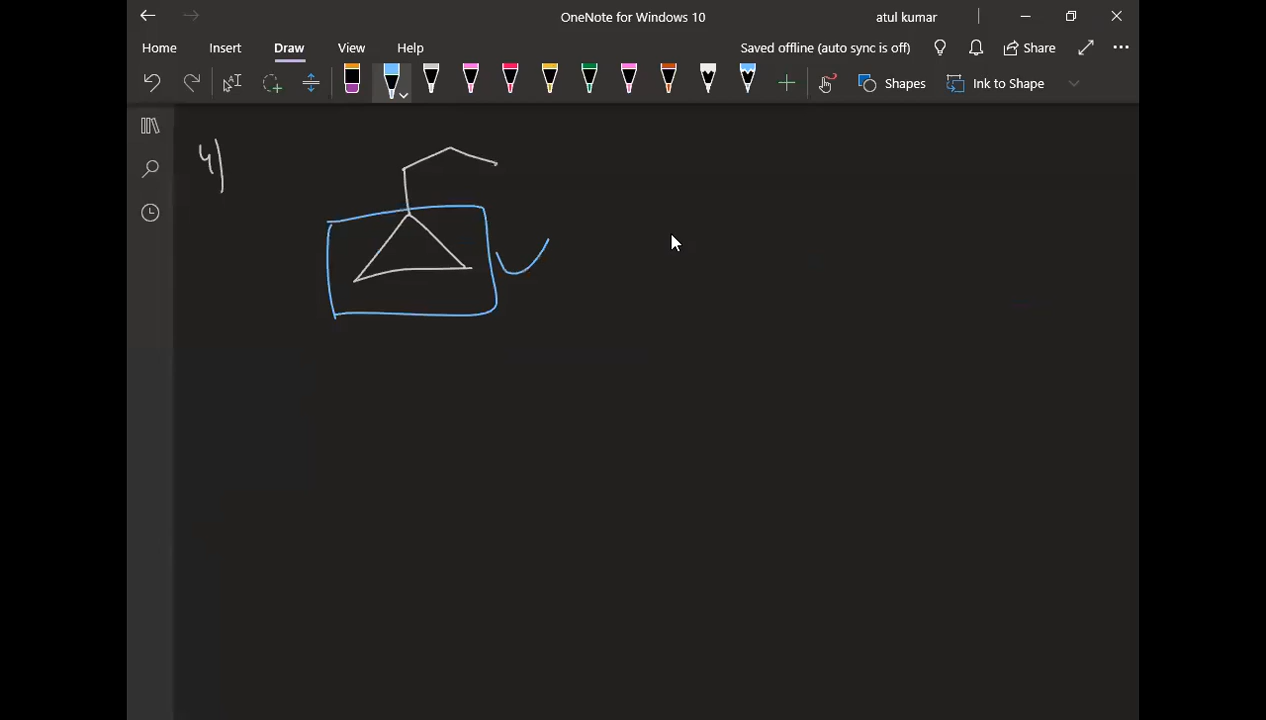 OneNote for Windows 10
atul kumar
Home Insert Draw View Help
Saved offline (auto sync is off)
Share
Shapes
Ink to Shape
4)